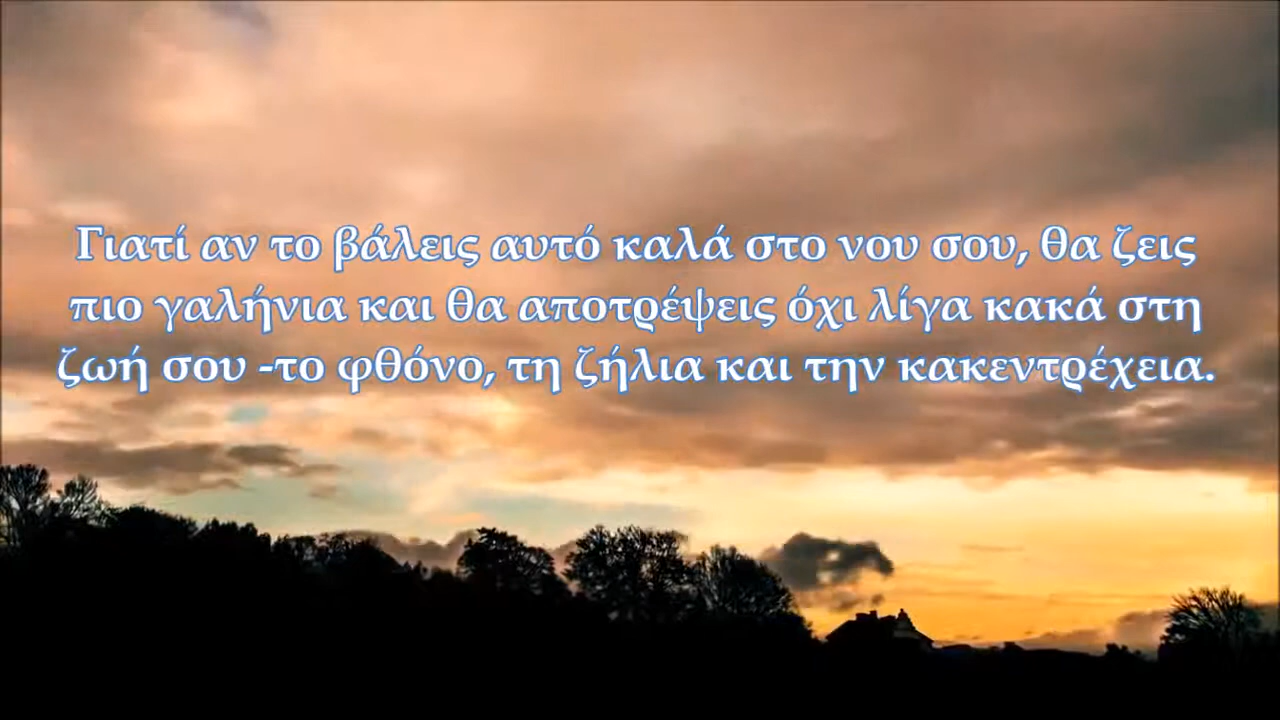 Γιατί αν το βάλεις αυτό καλά στο νου σου, θα ζεις
πιο γαλήνια και θα αποτρέψεις όχι λίγα κακά στη
ζωή σου -το φθόνο, τη ζήλια και την κακεντρέχεια.